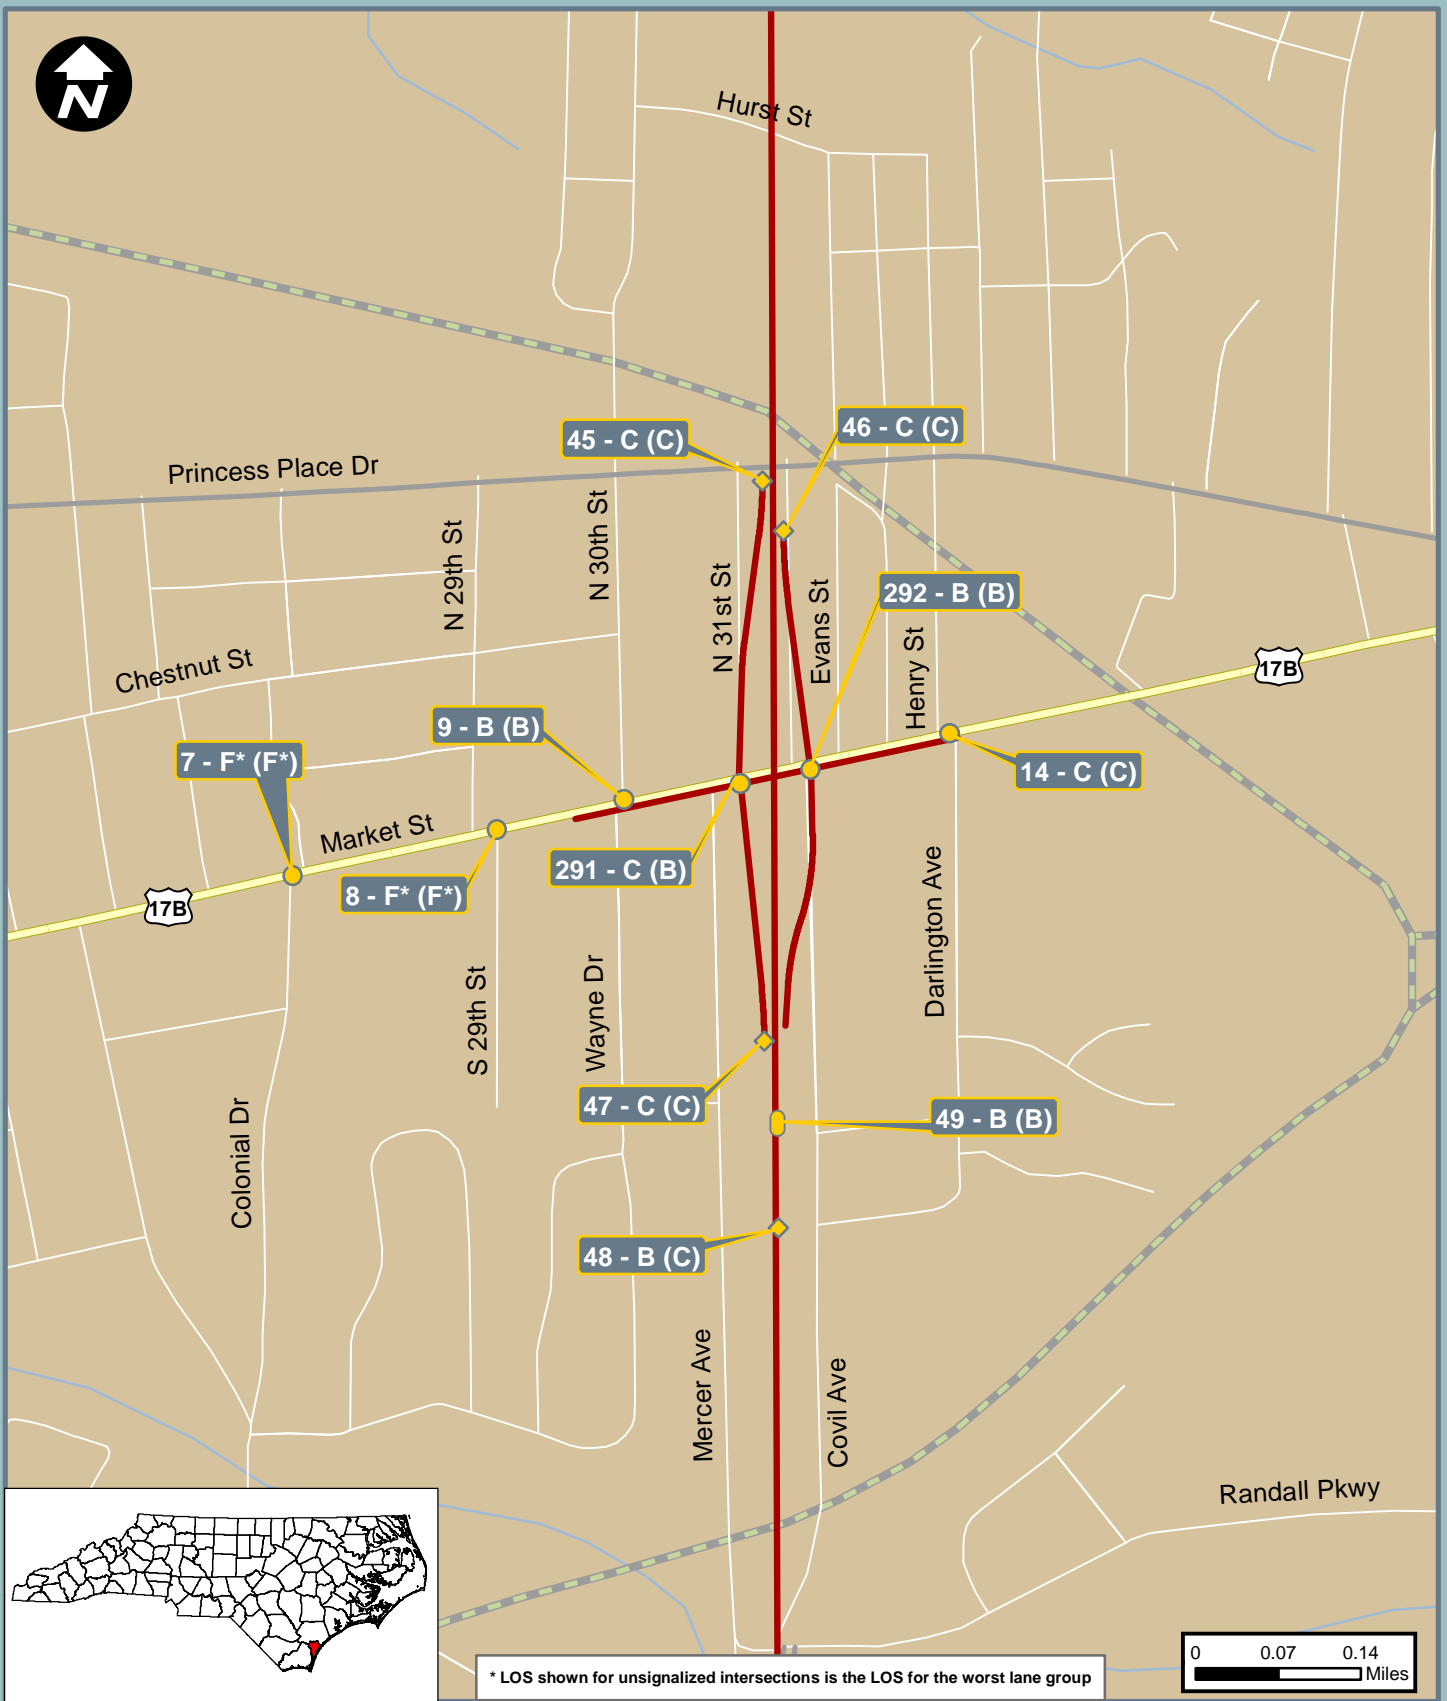 N
Hurst St
45 - C (C)
46 - C (C)
Princess Place Dr
N 29th St
N 30th St
N 31st St
Evans St
292 - B (B)
Henry St
Chestnut St
17B
9 - B (B)
7 - F* (F*)
14 - C (C)
Market St
291 - C (B)
8 - F* (F*)
17B
Darlington Ave
S 29th St
Wayne Dr
47 - C (C)
49 - B (B)
Colonial Dr
48 - B (C)
Mercer Ave
Covil Ave
Randall Pkwy
0 0.07 0.14
Miles
* LOS shown for unsignalized intersections is the LOS for the worst lane group